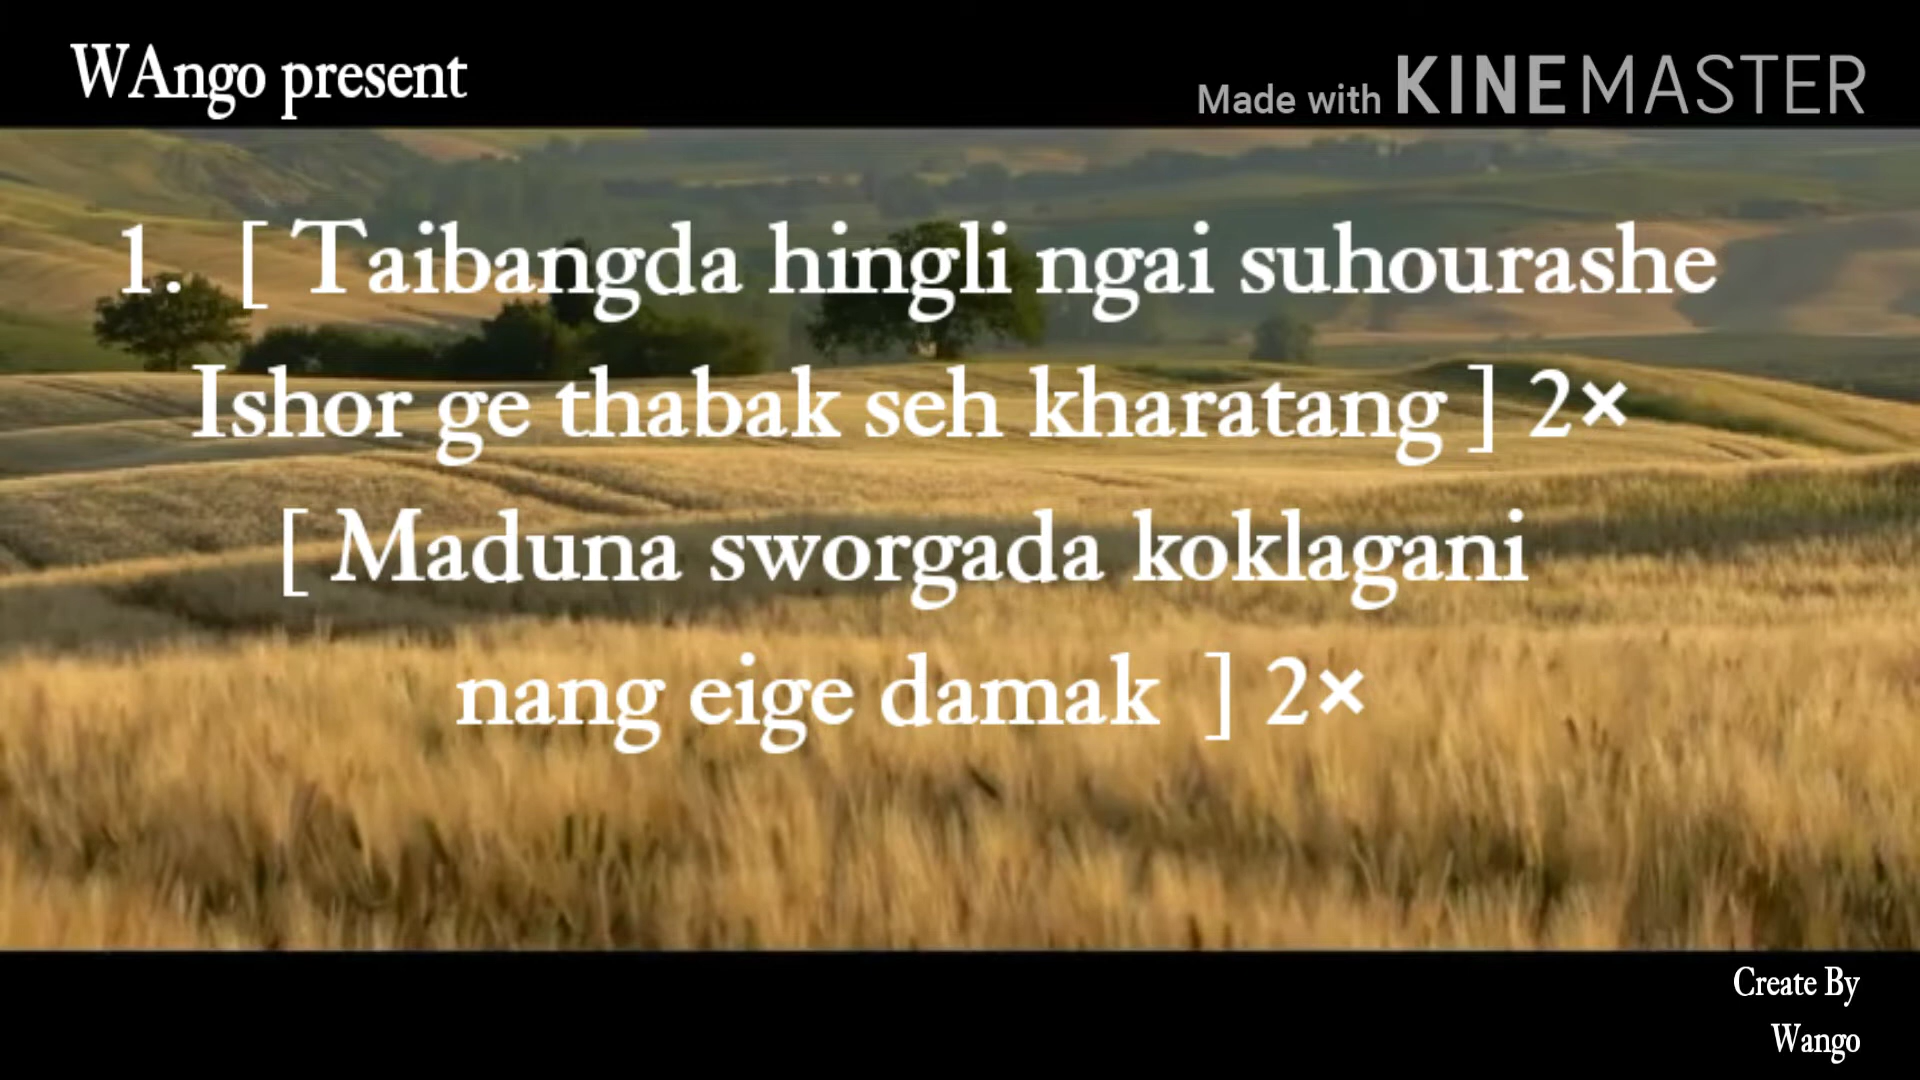 WAngo present
Made with KINEMASTER
1. [ Taibangda hingli ngai suhourashe
Ishor ge thabak seh kharatang ] 2×
[ Maduna sworgada koklagani
nang eige damak ] 2×
Create By
Wango